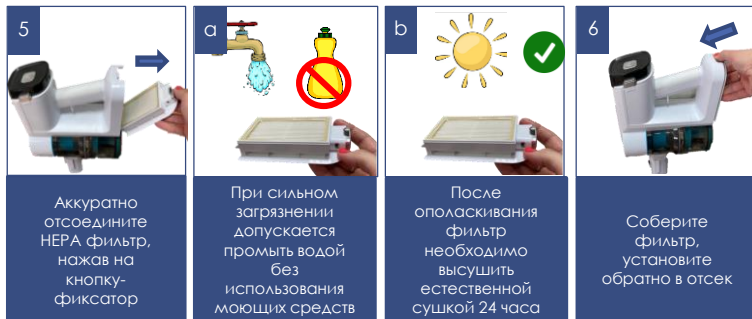 5
Аккуратно
отсоедините
HEPA фильтр,
нажав на
кнопку-
фиксатор
a
При сильном
загрязнении
допускается
промыть водой
без
использования
моющих средств
b
После
ополаскивания
фильтр
необходимо
высушить
естественной
сушкой 24 часа
6
Соберите
фильтр,
установите
обратно в отсек